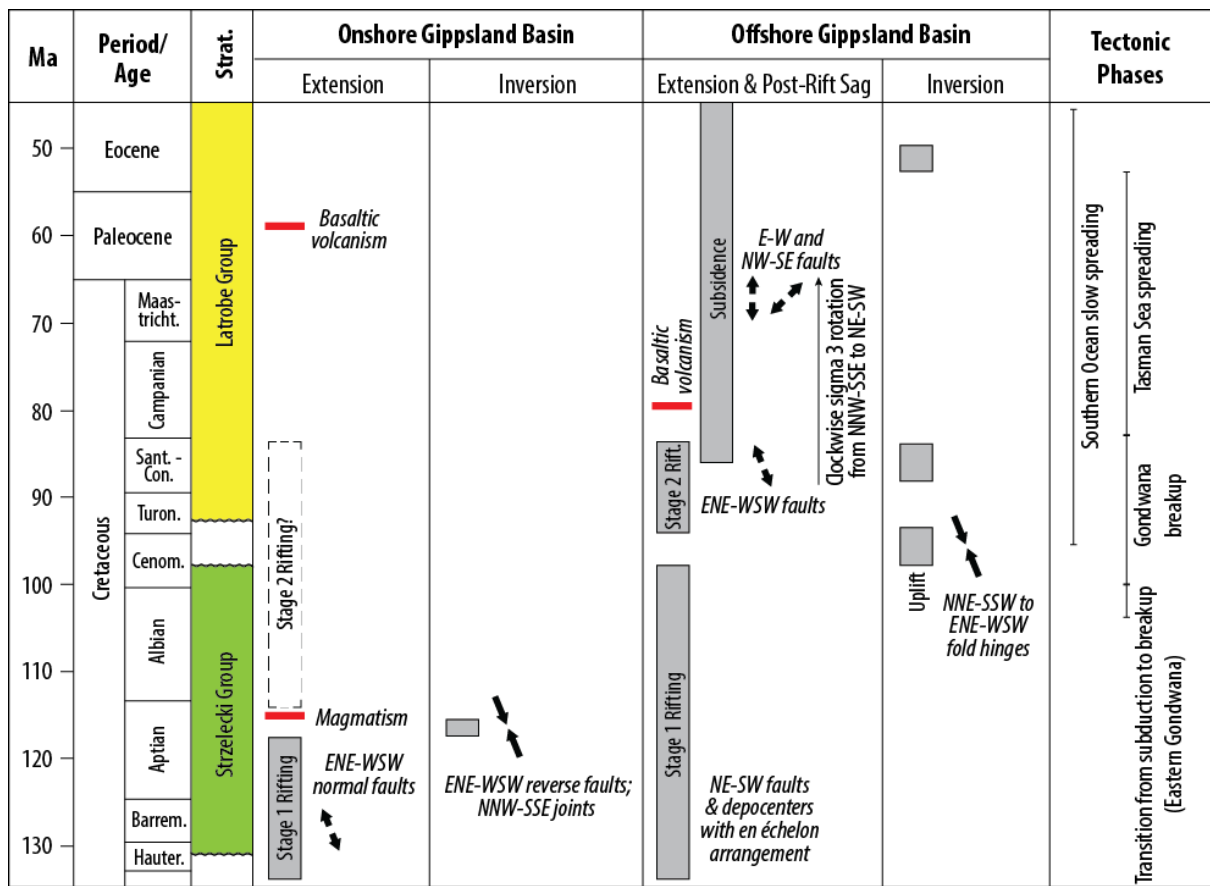 Ma
Period/
Age
Strat.
Onshore Gippsland Basin
Offshore Gippsland Basin
Tectonic
Phases
Extension
Inversion
Extension & Post-Rift Sag
Inversion
50
60
70
80
90
100
110
120
130
Eocene
Paleocene
Cretaceous
Maas-
tricht.
Campanian
Sant. -
Con.
Turon.
Cenom.
Albian
Aptian
Barrem.
Hauter.
Latrobe Group
Strzelecki Group
Basaltic
volcanism
Stage 2 Rifting?
Magmatism
Stage 1 Rifting
ENE-WSW
normal faults
ENE-WSW reverse faults;
NNW-SSE joints
Subsidence
E-W and
NW-SE faults
Clockwise sigma 3 rotation
from NNW-SSE to NE-SW
Basaltic
volcanism
Stage 2 Rift.
ENE-WSW faults
Stage 1 Rifting
NE-SW faults
& depocenters
with en échelon
arrangement
Uplift
NNE-SSW to
ENE-WSW
fold hinges
Southern Ocean slow spreading
Tasman Sea spreading
Gondwana
breakup
Transition from subduction to breakup
(Eastern Gondwana)